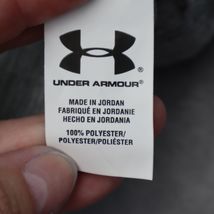 UNDER ARMOUR
MADE IN JORDAN
FABRIQUÉ EN JORDANIE
HECHO EN JORDANIA
100% POLYESTER/
POLYESTER/POLIÉSTER